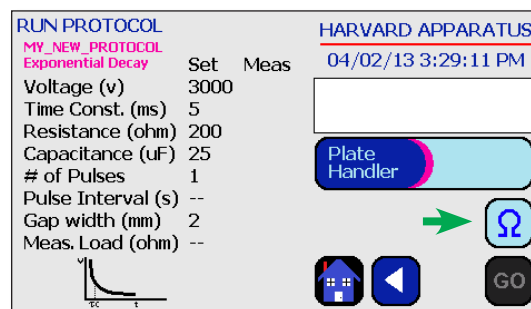 RUN PROTOCOL
MY_NEW_PROTOCOL
Exponential Decay Set Meas
Voltage (v) 3000
Time Const. (ms) 5
Resistance (ohm) 200
Capacitance (uF) 25
# of Pulses 1
Pulse Interval (s) --
Gap width (mm) 2
Meas. Load (ohm) --
v
τc t
HARVARD APPARATUS
04/02/13 3:29:11 PM
Plate
Handler
Ω
GO